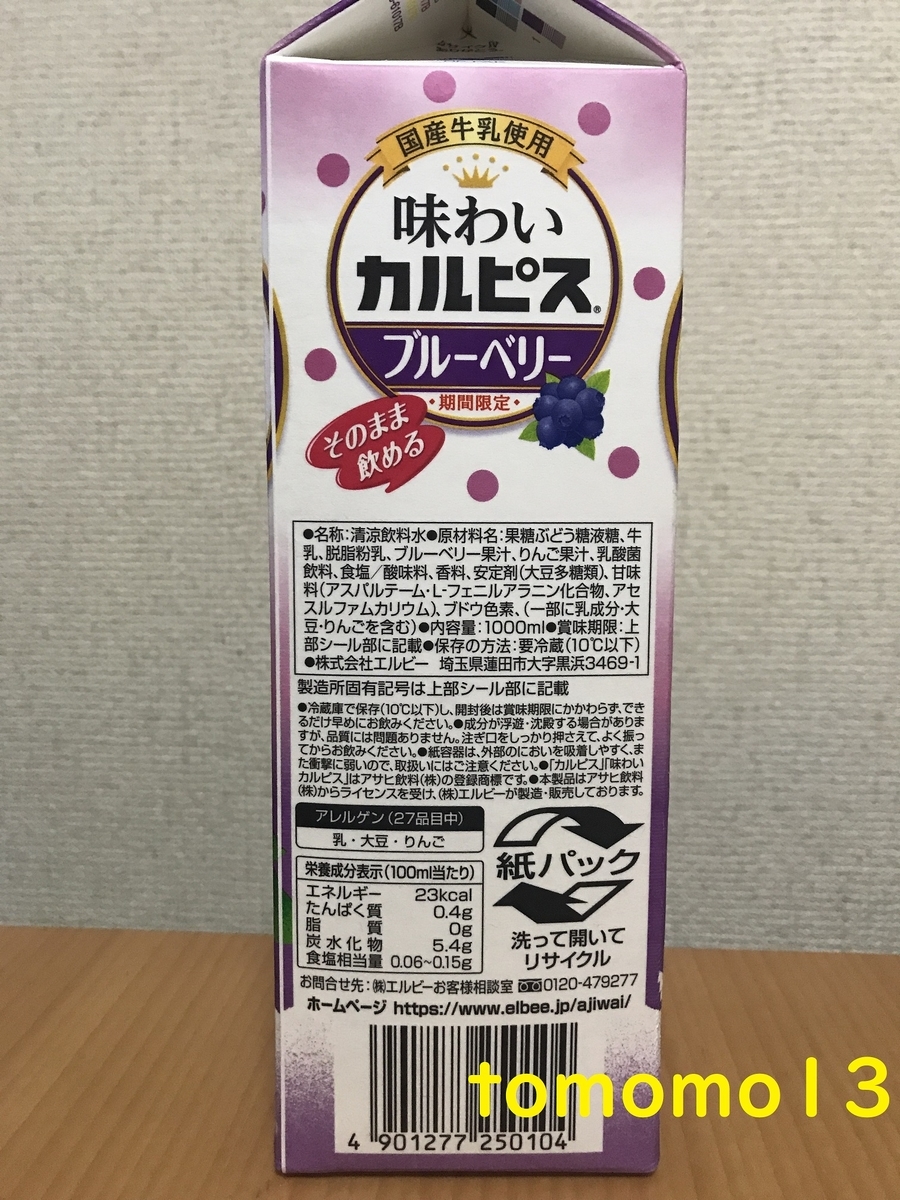 国産牛乳使用
味わい
カルピス®
ブルーベリー
・期間限定・
そのまま
飲める
●名称:清涼飲料水●原材料名:果糖ぶどう糖液糖、牛
乳、脱脂粉乳、ブルーベリー果汁、りんご果汁、乳酸菌
飲料、食塩/酸味料、香料、安定剤(大豆多糖類)、甘味
料(アスパルテーム・L-フェニルアラニン化合物、アセ
スルファムカリウム)、ブドウ色素、(一部に乳成分・大
豆・りんごを含む)●内容量:1000ml●賞味期限:上
部シール部に記載●保存の方法:要冷蔵(10℃以下)
●株式会社エルビー 埼玉県蓮田市大字黒浜3469-1
製造所固有記号は上部シール部に記載
●冷蔵庫で保存(10℃以下)し、開封後は賞味期限にかかわらず、でき
るだけ早めにお飲みください。●成分が浮遊・沈殿する場合がありま
すが、品質には問題ありません。注ぎ口をしっかり押さえて、よく振っ
てからお飲みください。●紙容器は、外部のにおいを吸着しやすく、ま
た衝撃に弱いので、取扱いにはご注意ください。●「カルピス」「味わい
カルピス」はアサヒ飲料(株)の登録商標です。●本製品はアサヒ飲料
(株)からライセンスを受け、(株)エルビーが製造・販売しております。
アレルゲン(27品目中)
乳・大豆・りんご
栄養成分表示(100ml当たり)
エネルギー 23kcal
たんぱく質 0.4g
脂質 0g
炭水化物 5.4g
食塩相当量 0.06~0.15g
紙パック
洗って開いて
リサイクル
お問合せ先:㈱エルビーお客様相談室 0120-479277
ホームページ https://www.elbee.jp/ajiwai/
4 901277 250104
tomomo13